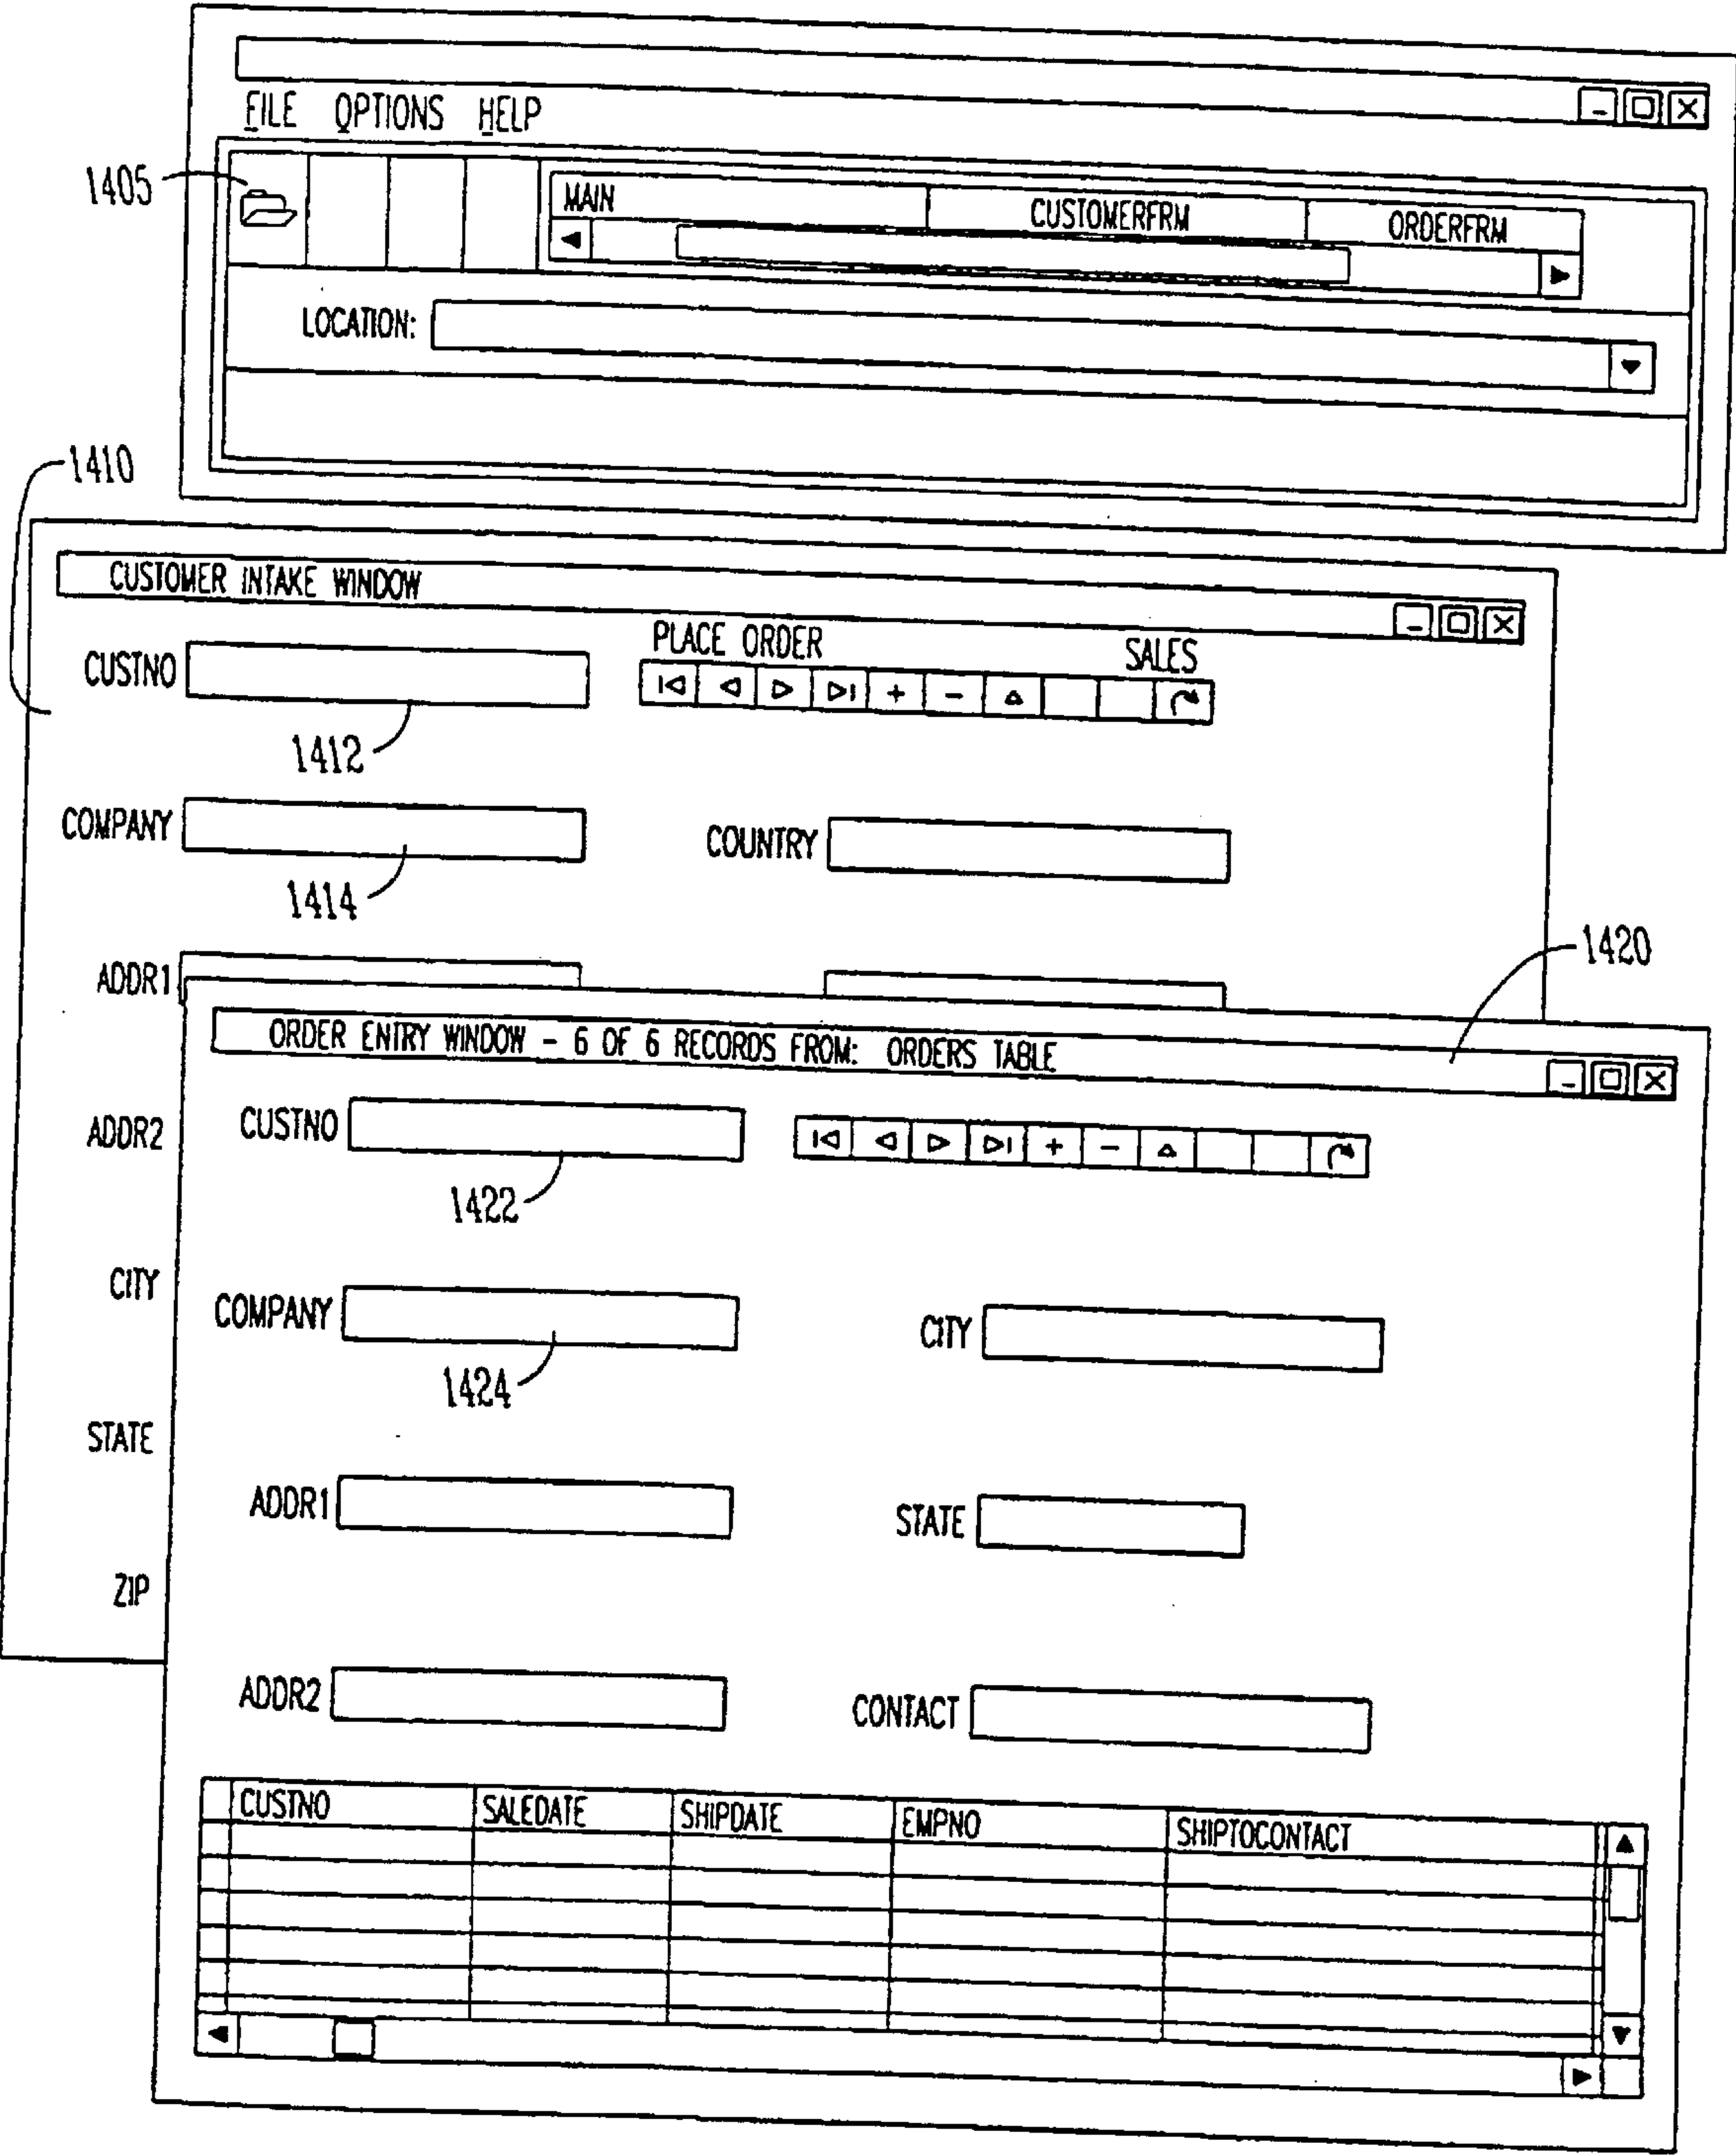 FILE OPTIONS HELP
1405
MAIN CUSTOMERFRM ORDERFRM
LOCATION:
1410
CUSTOMER INTAKE WINDOW
PLACE ORDER SALES
CUSTNO
1412
COMPANY COUNTRY
1414
ADDR1
1420
ORDER ENTRY WINDOW - 6 OF 6 RECORDS FROM: ORDERS TABLE
ADDR2 CUSTNO
1422
CITY COMPANY CITY
1424
STATE
ADDR1 STATE
ZIP
ADDR2 CONTACT
CUSTNO SALEDATE SHIPDATE EMPNO SHIPTOCONTACT